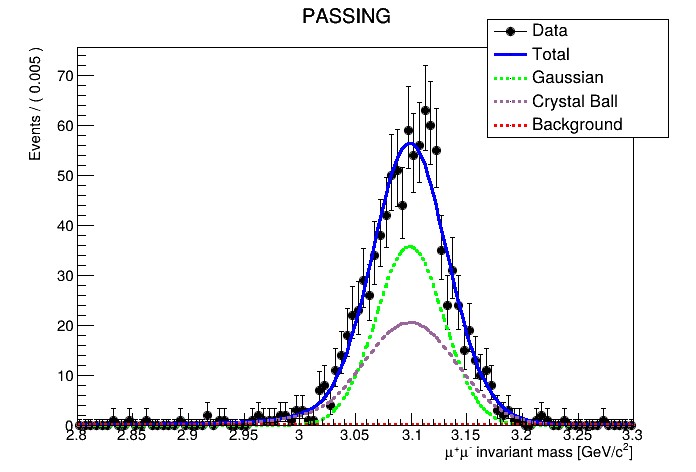 PASSING
Data
Total
Gaussian
Crystal Ball
Background
Events / ( 0.005 )
70
60
50
40
30
20
10
0
2.8 2.85 2.9 2.95 3 3.05 3.1 3.15 3.2 3.25 3.3
μ⁺μ⁻ invariant mass [GeV/c²]